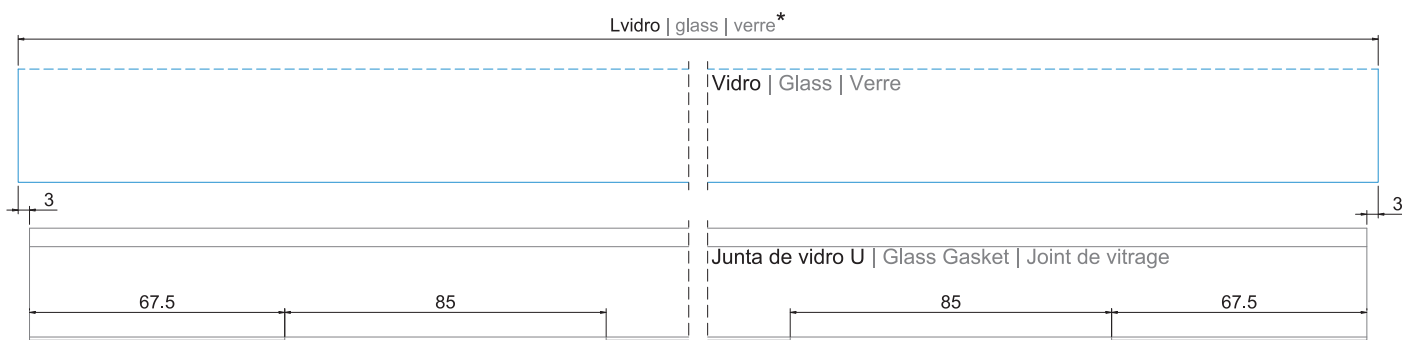 Lvidro | glass | verre*
Vidro | Glass | Verre
3
3
Junta de vidro U | Glass Gasket | Joint de vitrage
67.5 85 85 67.5